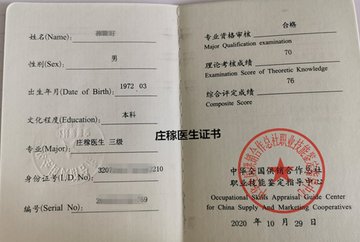 姓名(Name):
性别(Sex): 男
出生年月(Date of Birth): 1972 03
文化程度(Education): 本科
专业(Major): 庄稼医生 三级
身份证号(I.D.No): 320 210
编号(Serial No): 69
庄稼医生证书
专业资格审核 合格
Major Qualification examination
理论考核成绩 70
Examination Score of Theoretic Knowledge
综合评定成绩 76
Composite Score
中华全国供销合作总社
职业技能鉴定指导中心
Occupational Skills Appraisal Guide Center
for China Supply And Marketing Cooperatives
2020 年 10 月 29 日